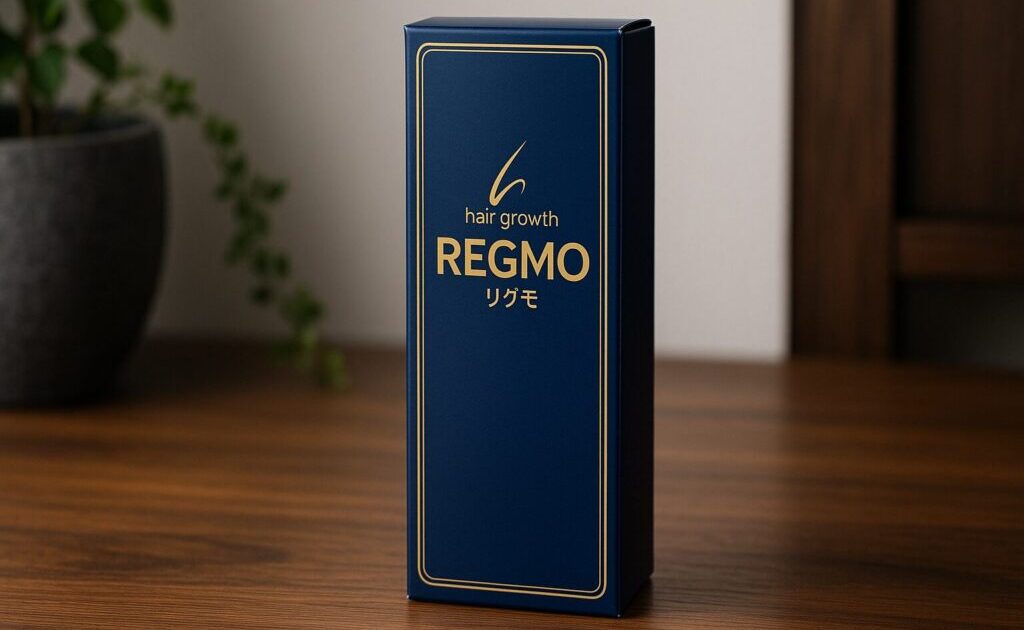 hair growth
REGMO
リグモ